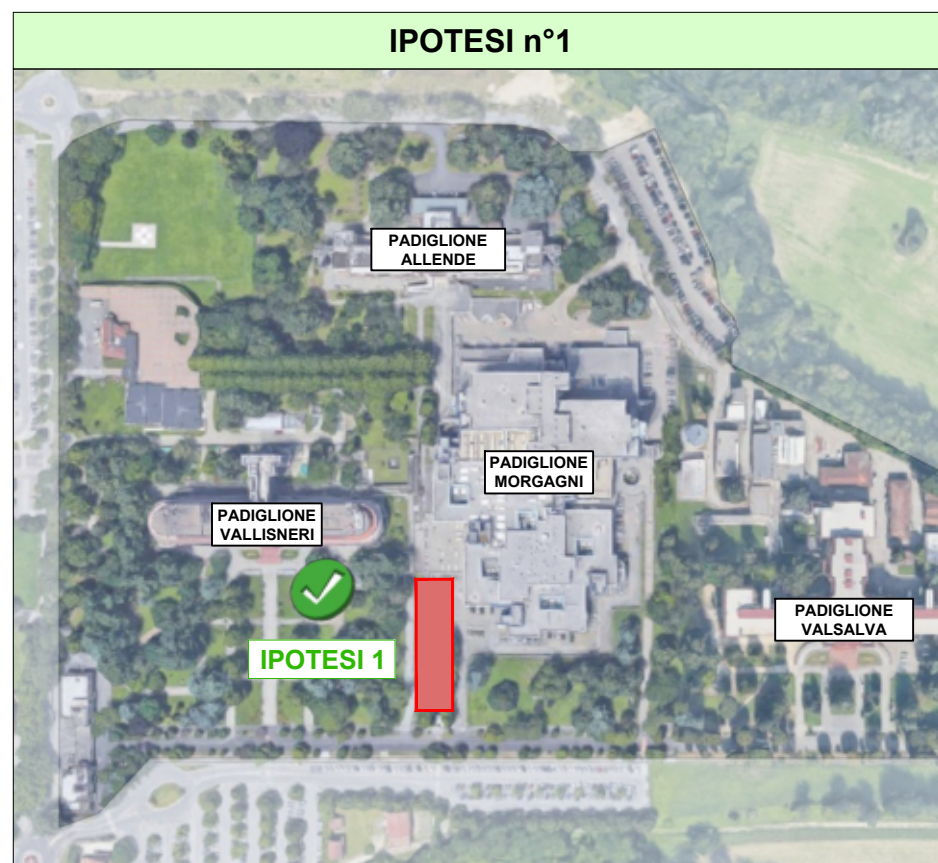 IPOTESI n°1
PADIGLIONE
ALLENDE
PADIGLIONE
MORGAGNI
PADIGLIONE
VALLISNERI
PADIGLIONE
VALSALVA
IPOTESI 1